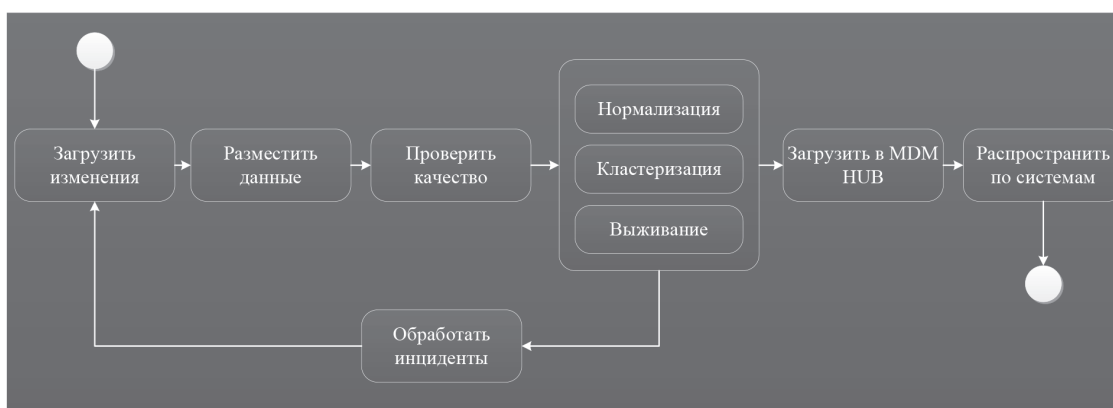 Загрузить
изменения
Разместить
данные
Проверить
качество
Нормализация
Кластеризация
Выживание
Загрузить в MDM
HUB
Распространить
по системам
Обработать
инциденты